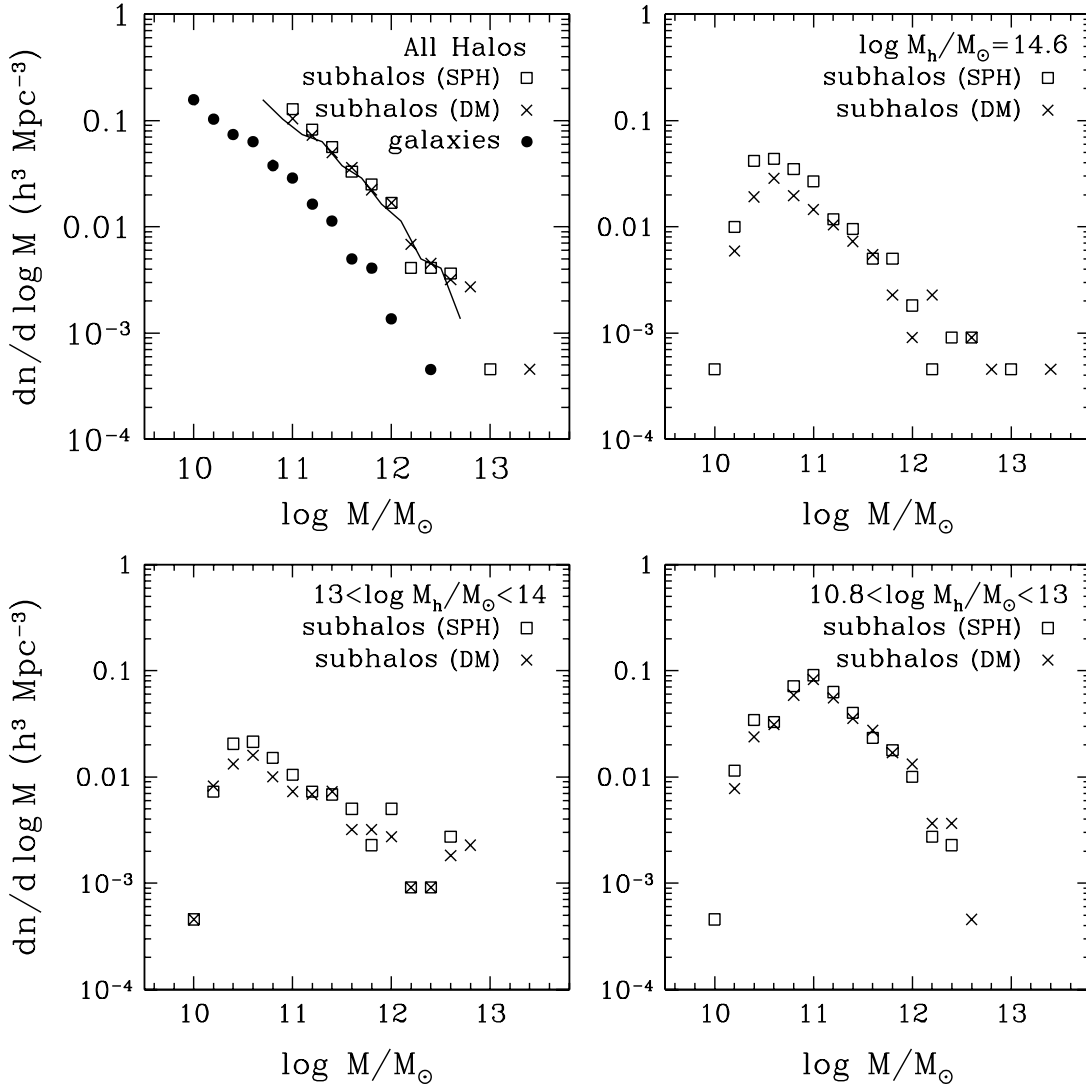 All Halos
subhalos (SPH)
subhalos (DM)
galaxies
1
0.1
0.01
10⁻³
10⁻⁴
10 11 12 13
log M/M⊙
dn/d log M (h³ Mpc⁻³)
log Mₕ/M⊙=14.6
subhalos (SPH)
subhalos (DM)
1
0.1
0.01
10⁻³
10⁻⁴
10 11 12 13
log M/M⊙
13<log Mₕ/M⊙<14
subhalos (SPH)
subhalos (DM)
1
0.1
0.01
10⁻³
10⁻⁴
10 11 12 13
log M/M⊙
dn/d log M (h³ Mpc⁻³)
10.8<log Mₕ/M⊙<13
subhalos (SPH)
subhalos (DM)
1
0.1
0.01
10⁻³
10⁻⁴
10 11 12 13
log M/M⊙